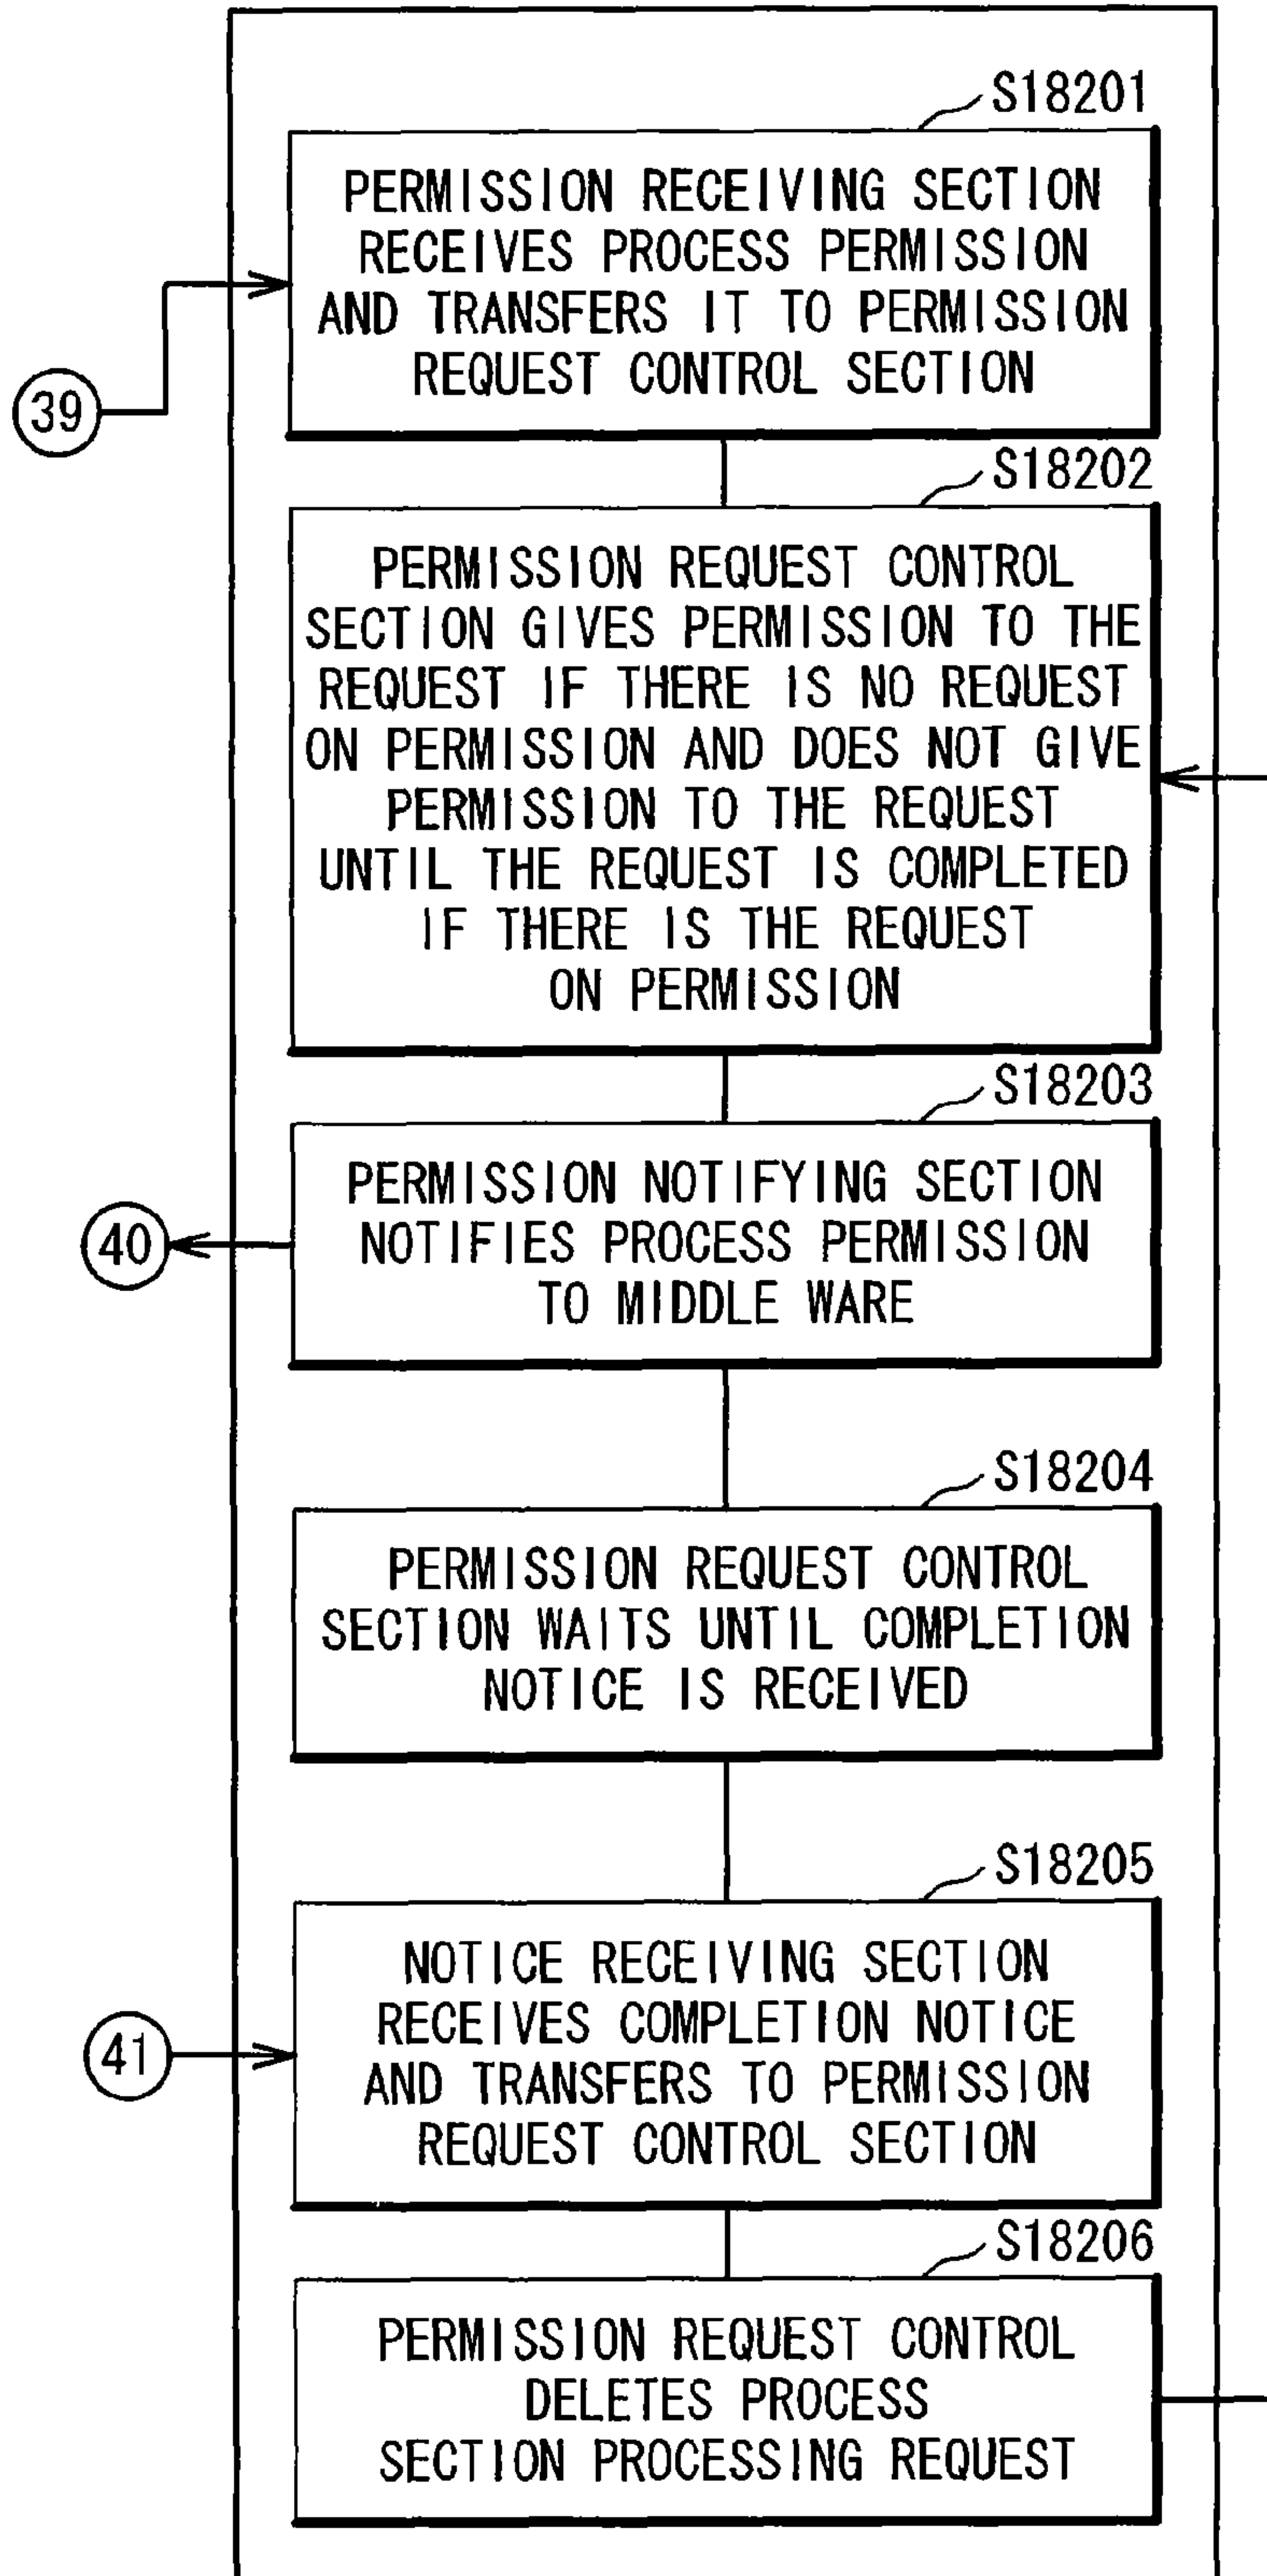 S18201
PERMISSION RECEIVING SECTION
RECEIVES PROCESS PERMISSION
AND TRANSFERS IT TO PERMISSION
REQUEST CONTROL SECTION
39
S18202
PERMISSION REQUEST CONTROL
SECTION GIVES PERMISSION TO THE
REQUEST IF THERE IS NO REQUEST
ON PERMISSION AND DOES NOT GIVE
PERMISSION TO THE REQUEST
UNTIL THE REQUEST IS COMPLETED
IF THERE IS THE REQUEST
ON PERMISSION
S18203
PERMISSION NOTIFYING SECTION
NOTIFIES PROCESS PERMISSION
TO MIDDLE WARE
40
S18204
PERMISSION REQUEST CONTROL
SECTION WAITS UNTIL COMPLETION
NOTICE IS RECEIVED
S18205
NOTICE RECEIVING SECTION
RECEIVES COMPLETION NOTICE
AND TRANSFERS TO PERMISSION
REQUEST CONTROL SECTION
41
S18206
PERMISSION REQUEST CONTROL
DELETES PROCESS
SECTION PROCESSING REQUEST